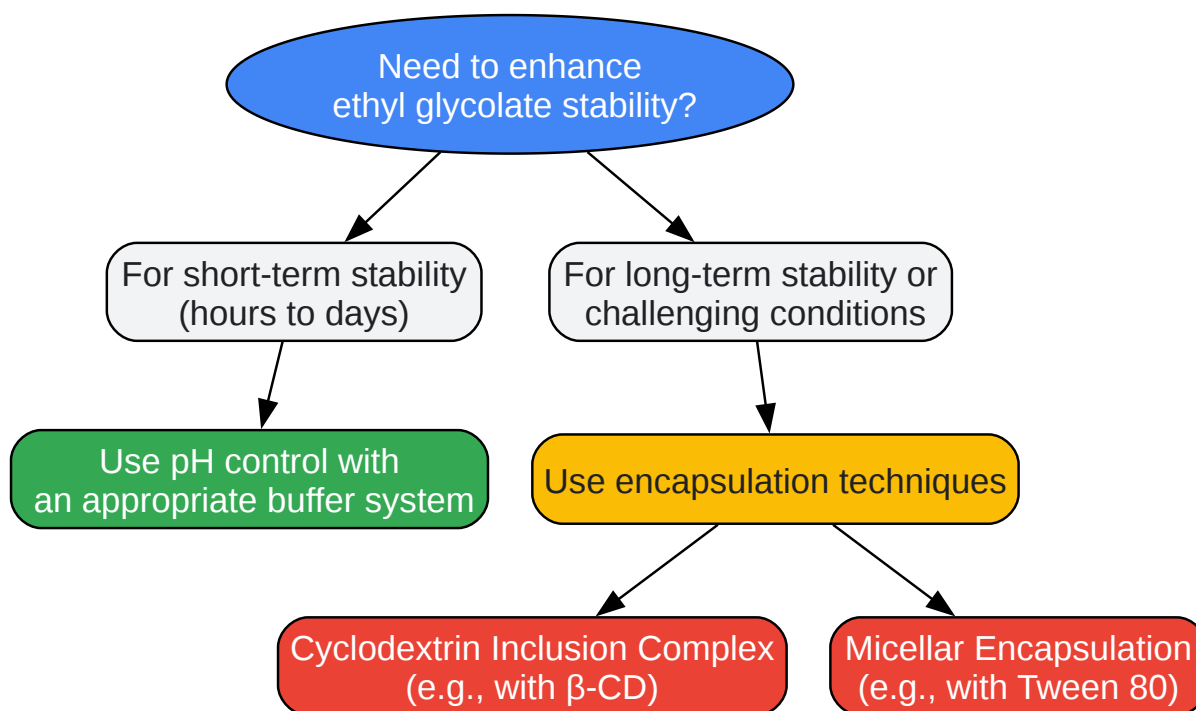 Need to enhance
ethyl glycolate stability?
For short-term stability
(hours to days)
For long-term stability or
challenging conditions
Use pH control with
an appropriate buffer system
Use encapsulation techniques
Cyclodextrin Inclusion Complex
(e.g., with β-CD)
Micellar Encapsulation
(e.g., with Tween 80)